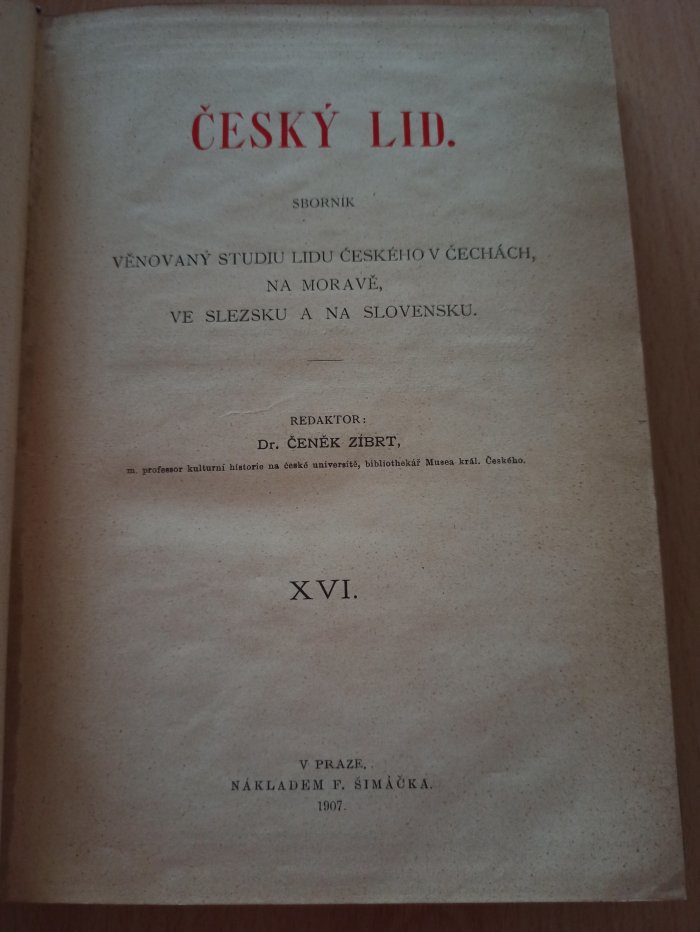 ČESKÝ LID.
SBORNÍK
VĚNOVANÝ STUDIU LIDU ČESKÉHO V ČECHÁCH,
NA MORAVĚ,
VE SLEZSKU A NA SLOVENSKU.
REDAKTOR:
Dr. ČENĚK ZÍBRT,
m. professor kulturní historie na české universitě, bibliothekář Musea král. Českého.
XVI.
V PRAZE,
NÁKLADEM F. ŠIMÁČKA.
1907.